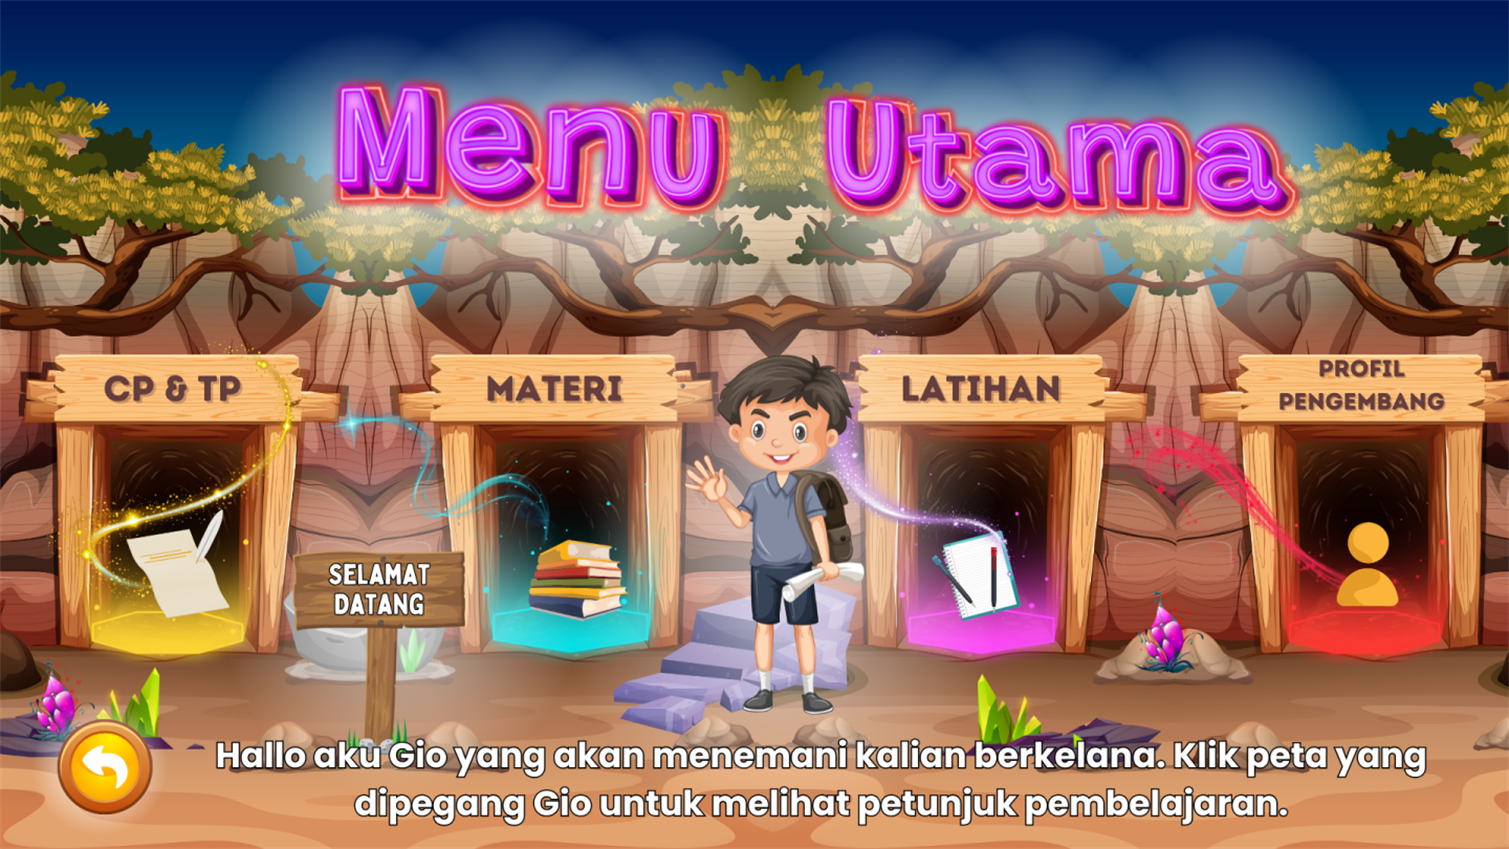 Menu Utama
CP & TP
MATERI
LATIHAN
PROFIL
PENGEMBANG
SELAMAT
DATANG
Hallo aku Gio yang akan menemani kalian berkelana. Klik peta yang
dipegang Gio untuk melihat petunjuk pembelajaran.